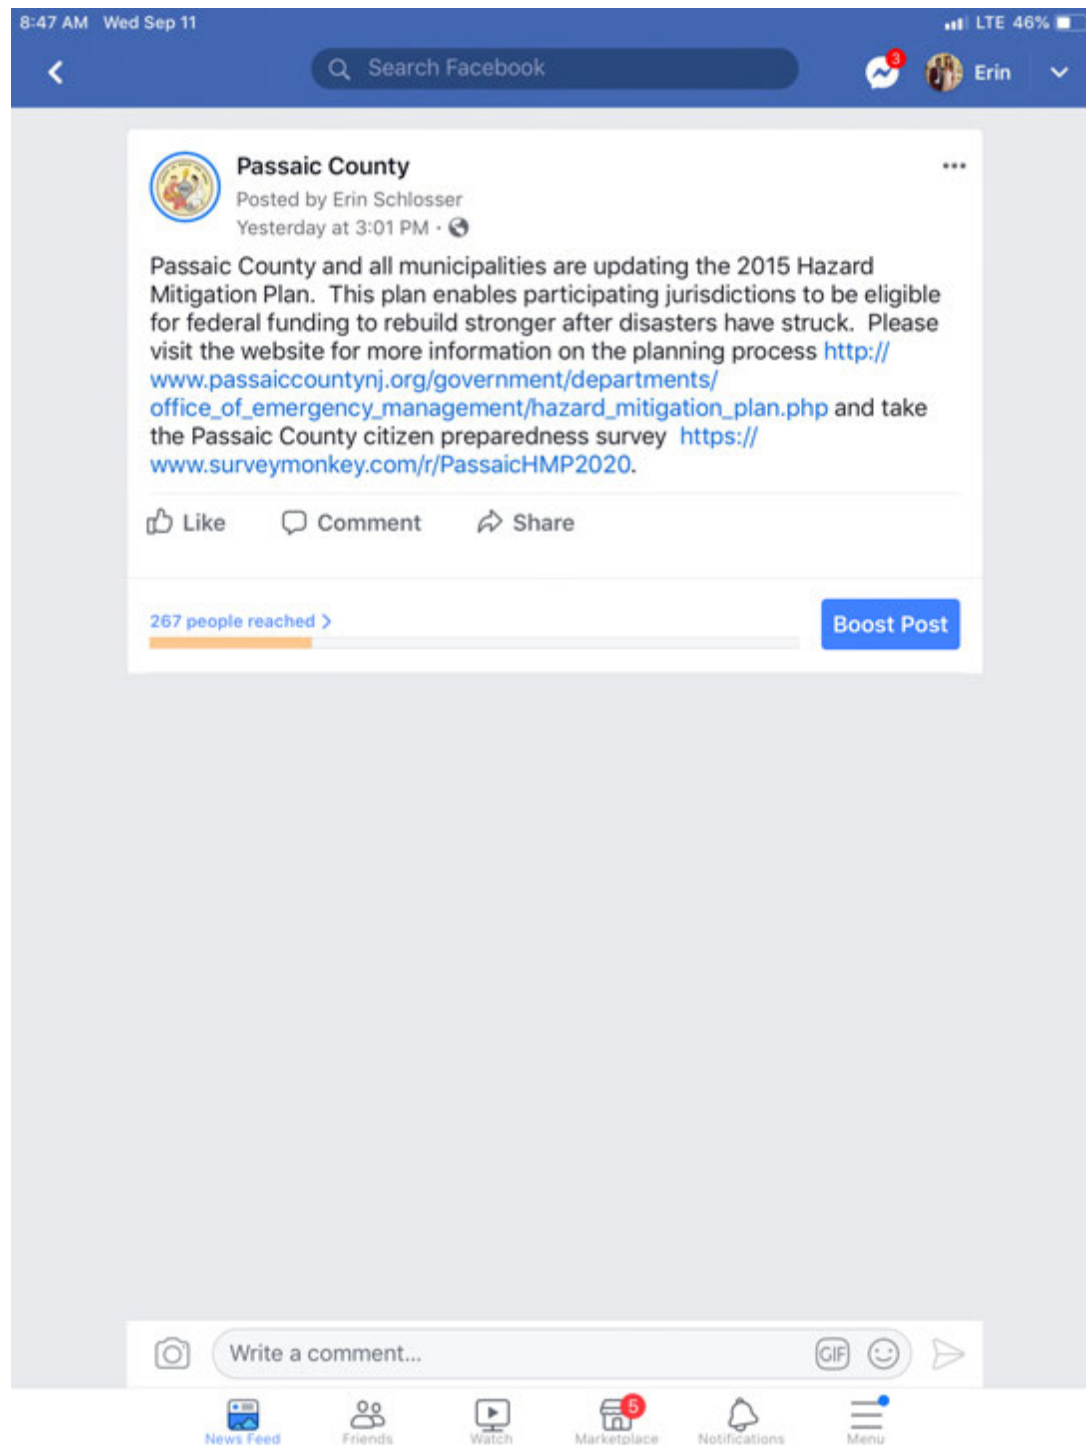 8:47 AM Wed Sep 11 LTE 46%
Search Facebook 3 Erin
Passaic County
Posted by Erin Schlosser
Yesterday at 3:01 PM ·
Passaic County and all municipalities are updating the 2015 Hazard
Mitigation Plan.  This plan enables participating jurisdictions to be eligible
for federal funding to rebuild stronger after disasters have struck.  Please
visit the website for more information on the planning process http://
www.passaiccountynj.org/government/departments/
office_of_emergency_management/hazard_mitigation_plan.php and take
the Passaic County citizen preparedness survey  https://
www.surveymonkey.com/r/PassaicHMP2020.
Like Comment Share
267 people reached >
Boost Post
Write a comment... GIF
5
News Feed Friends Watch Marketplace Notifications Menu